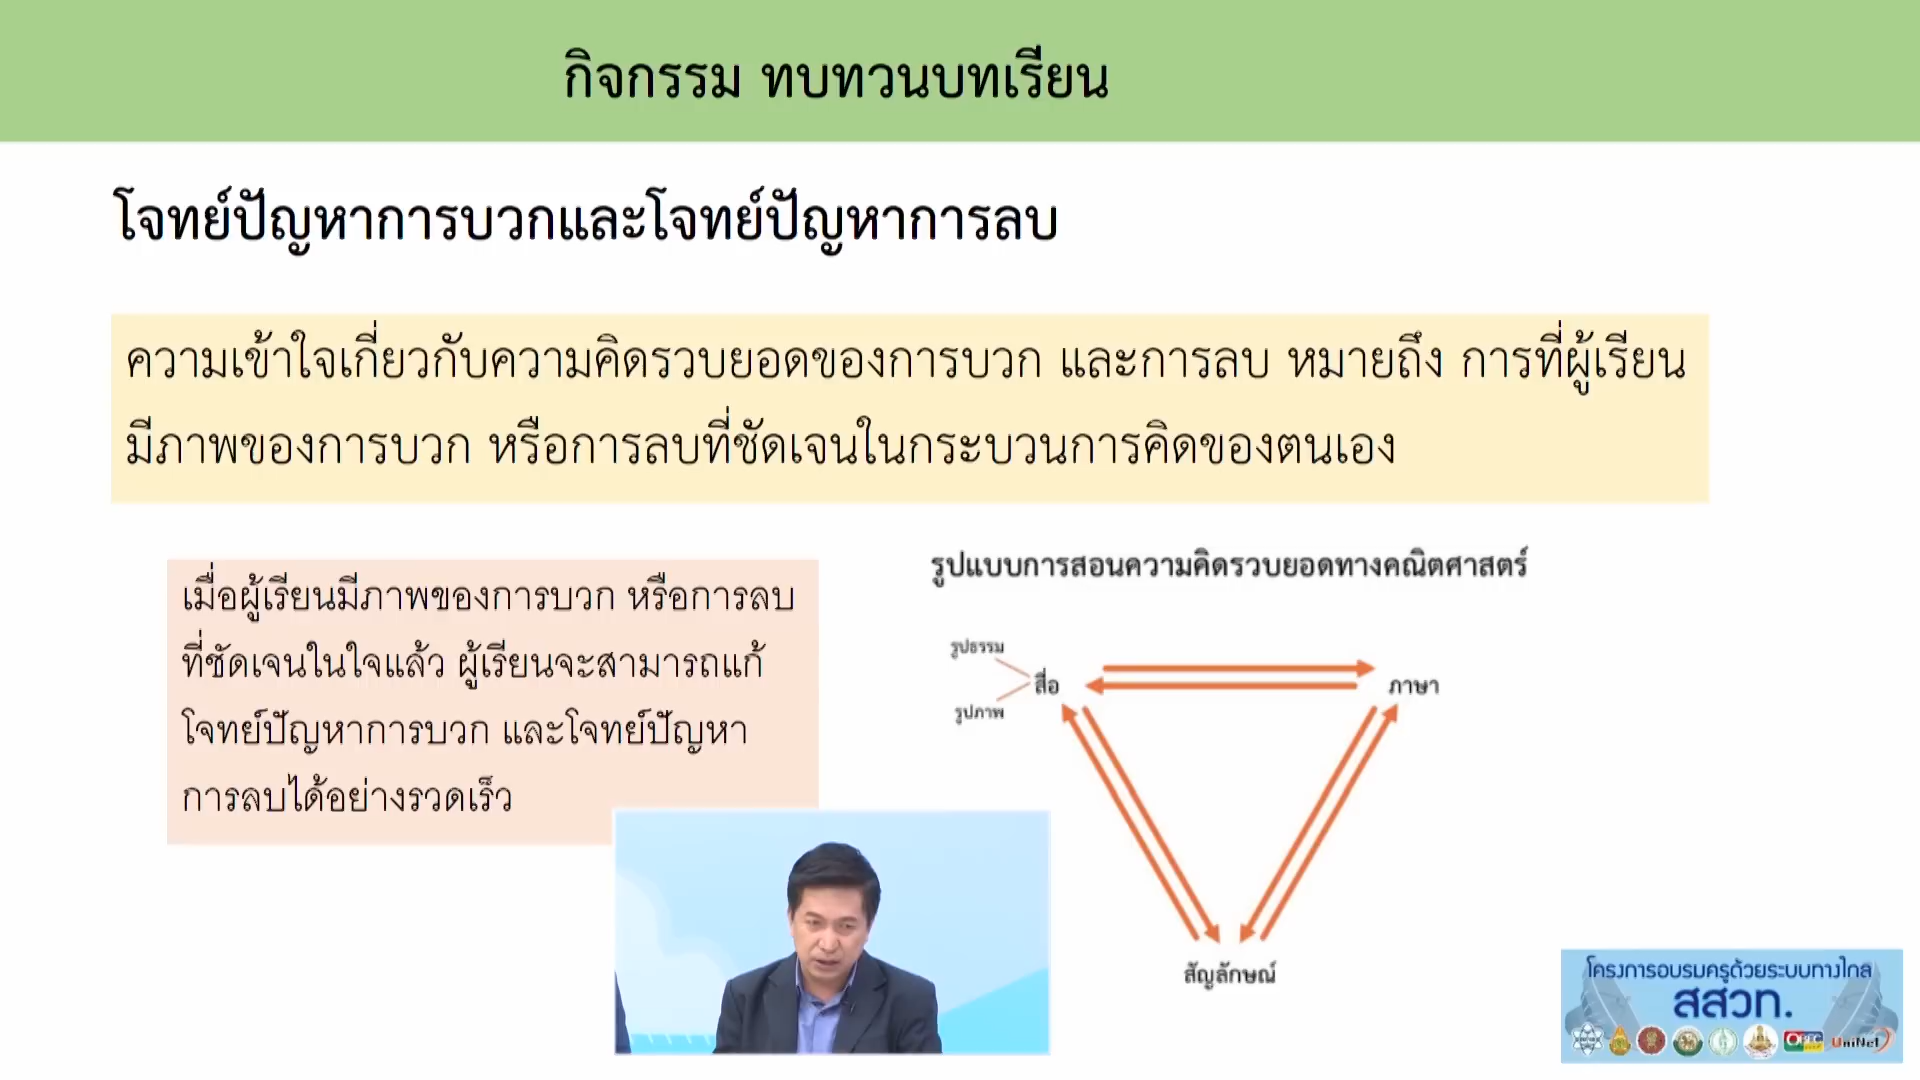 กิจกรรม ทบทวนบทเรียน
โจทย์ปัญหาการบวกและโจทย์ปัญหาการลบ
ความเข้าใจเกี่ยวกับความคิดรวบยอดของการบวก และการลบ หมายถึง การที่ผู้เรียน
มีภาพของการบวก หรือการลบที่ชัดเจนในกระบวนการคิดของตนเอง
เมื่อผู้เรียนมีภาพของการบวก หรือการลบ
ที่ชัดเจนในใจแล้ว ผู้เรียนจะสามารถแก้
โจทย์ปัญหาการบวก และโจทย์ปัญหา
การลบได้อย่างรวดเร็ว
รูปแบบการสอนความคิดรวบยอดทางคณิตศาสตร์
รูปธรรม
สื่อ
ภาษา
รูปภาพ
สัญลักษณ์
โครงการอบรมครูด้วยระบบทางไกล
สสวท.
UniNet